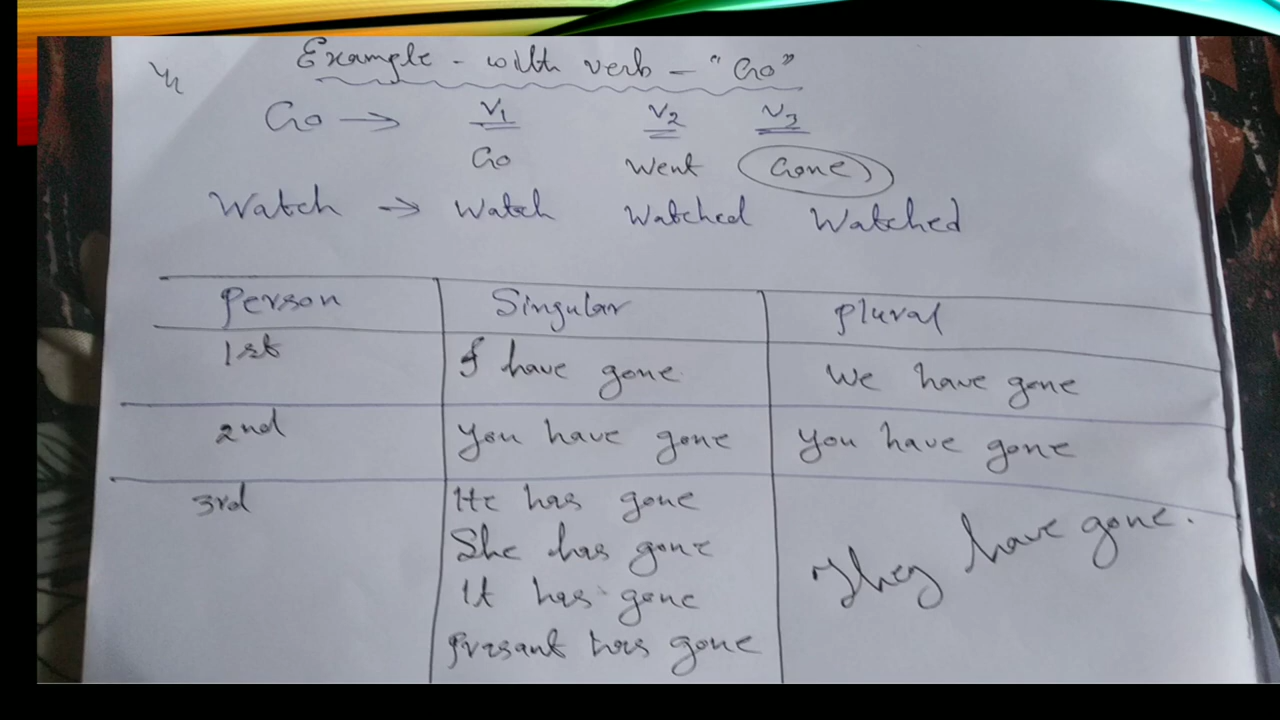 Example - with verb - "Go"
Go → V1 V2 V3
Go Went Gone
Watch → Watch Watched Watched
Person Singular Plural
1st I have gone We have gone
2nd You have gone You have gone
3rd He has gone They have gone.
She has gone
It has gone
has gone